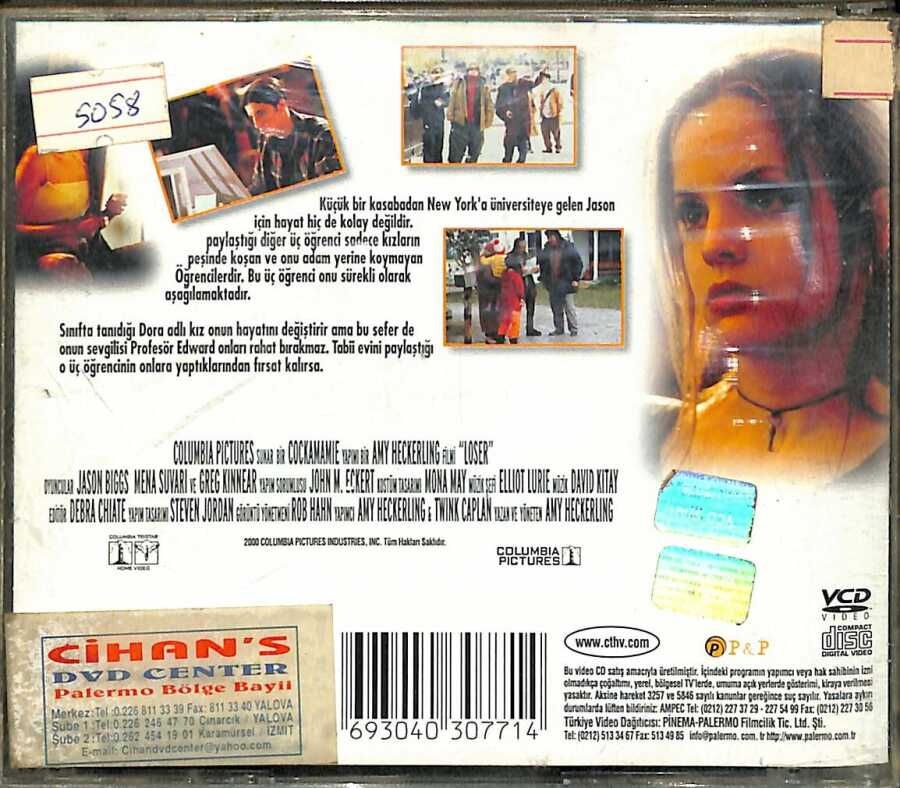 5058
Küçük bir kasabadan New York'a üniversiteye gelen Jason
için hayat hiç de kolay değildir.
paylaştığı diğer üç öğrenci sadece kızların
peşinde koşan ve onu adam yerine koymayan
Öğrencilerdir. Bu üç öğrenci onu sürekli olarak
aşağılamaktadır.
Sınıfta tanıdığı Dora adlı kız onun hayatını değiştirir ama bu sefer de
onun sevgilisi Profesör Edward onları rahat bırakmaz. Tabii evini paylaştığı
o üç öğrencinin onlara yaptıklarından fırsat kalırsa.
COLUMBIA PICTURES SUNAR BİR COCKAMAMIE YAPIMI BİR AMY HECKERLING FİLMİ "LOSER"
OYUNCULAR JASON BIGGS MENA SUVARI VE GREG KINNEAR YAPIM SORUMLUSU JOHN M. ECKERT KOSTÜM TASARIMI MONA MAY MÜZİK ŞEFİ ELLIOT LURIE MÜZİK DAVID KITAY
EDİTÖR DEBRA CHIATE YAPIM TASARIMI STEVEN JORDAN GÖRÜNTÜ YÖNETMENİ ROB HAHN YAPIMCI AMY HECKERLING & TWINK CAPLAN YAZAN VE YÖNETEN AMY HECKERLING
COLUMBIA TRISTAR
HOME VIDEO
2000 COLUMBIA PICTURES INDUSTRIES, INC. Tüm Hakları Saklıdır.
COLUMBIA
PICTURES
VCD
VIDEO
COMPACT
disc
DIGITAL VIDEO
CİHAN'S
DVD CENTER
Palermo Bölge Bayii
Merkez:Tel :0.226 811 33 39 Fax: 811 33 40 YALOVA
Şube 1 :Tel:0.226 246 47 70 Çınarcık / YALOVA
Şube 2 :Tel:0.262 454 19 01 Karamürsel / İZMİT
E-mail: Cihandvdcenter@yahoo.com
693040 307714
www.cthv.com
P P & P
Bu video CD satış amacıyla üretilmiştir. İçindeki programın yapımcı veya hak sahibinin izni
olmadıkça çoğaltımı, yerel, bölgesel TV'lerde, umuma açık yerlerde gösterimi, kiraya verilmesi
yasaktır. Aksine hareket 3257 ve 5846 sayılı kanunlar gereğince suç sayılır. Yasalara aykırı
durumlarda lütfen bildiriniz: AMPEC Tel: (0212) 227 37 29 - 227 54 99 Fax: (0212) 227 30 56
Türkiye Video Dağıtıcısı: PİNEMA-PALERMO Filmcilik Tic. Ltd. Şti.
Tel: (0212) 513 34 67 Fax: 513 49 85 info@palermo.com.tr http://www.palermo.com.tr